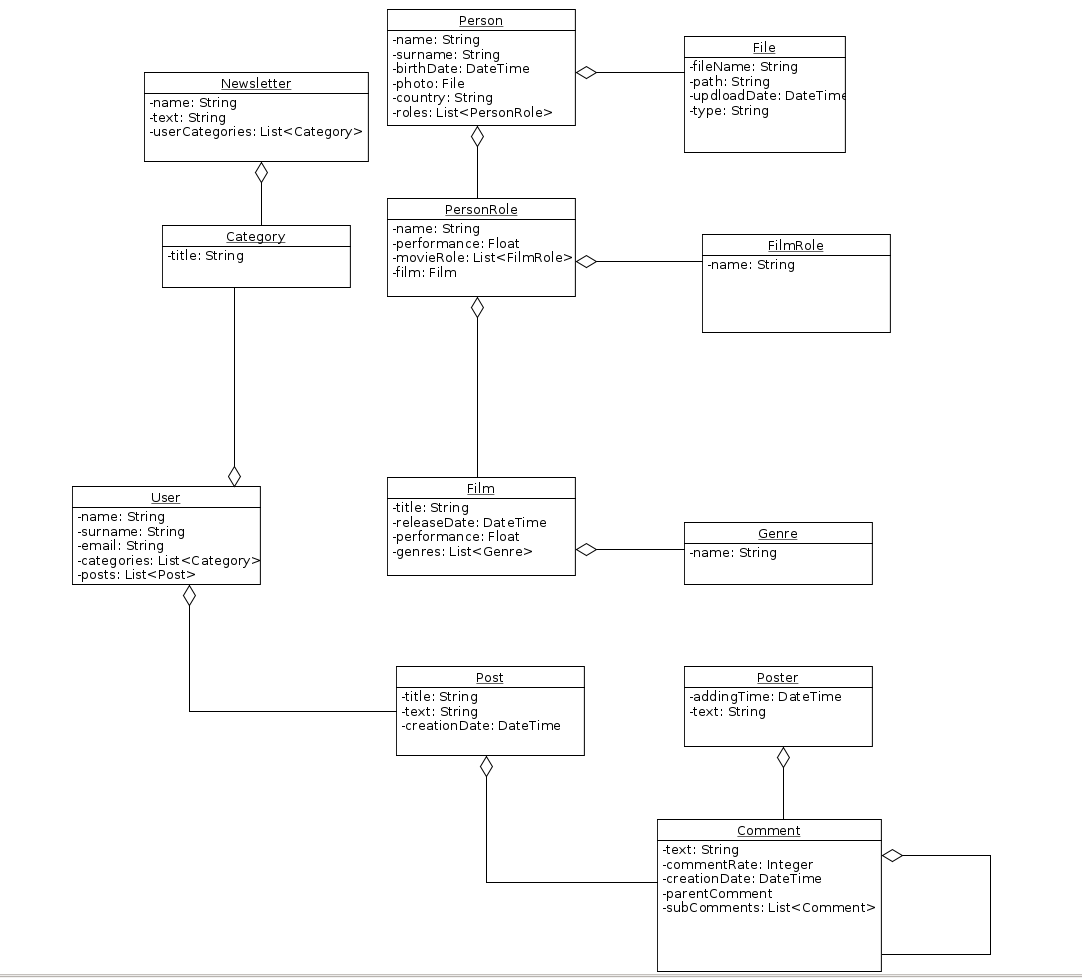 Person
-name: String
-surname: String
-birthDate: DateTime
-photo: File
-country: String
-roles: List<PersonRole>
File
-fileName: String
-path: String
-updloadDate: DateTime
-type: String
Newsletter
-name: String
-text: String
-userCategories: List<Category>
Category
-title: String
PersonRole
-name: String
-performance: Float
-movieRole: List<FilmRole>
-film: Film
FilmRole
-name: String
User
-name: String
-surname: String
-email: String
-categories: List<Category>
-posts: List<Post>
Film
-title: String
-releaseDate: DateTime
-performance: Float
-genres: List<Genre>
Genre
-name: String
Post
-title: String
-text: String
-creationDate: DateTime
Poster
-addingTime: DateTime
-text: String
Comment
-text: String
-commentRate: Integer
-creationDate: DateTime
-parentComment
-subComments: List<Comment>